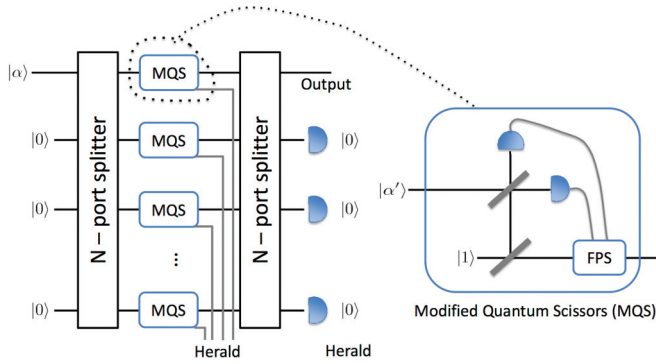 |α⟩
|0⟩
|0⟩
|0⟩
N – port splitter
MQS
MQS
MQS
...
MQS
N – port splitter
Output
|0⟩
|0⟩
|0⟩
Herald
Herald
|α'⟩
|1⟩
FPS
Modified Quantum Scissors (MQS)